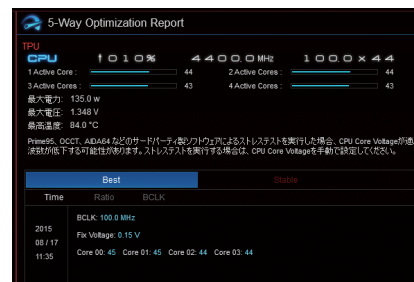 5-Way Optimization Report
TPU
CPU ↑010% 4400.0MHz 100.0×44
1 Active Core : 44 2 Active Cores : 44
3 Active Cores : 43 4 Active Cores : 43
最大電力: 135.0 w
最大電圧: 1.348 V
最高温度: 84.0 °C
Prime95, OCCT, AIDA64 などのサードパーティ製ソフトウェアによるストレステストを実行した場合、CPU Core Voltageが過
波数が低下する可能性があります。ストレステストを実行する場合は、CPU Core Voltageを手動で設定してください。
Best Stable
Time Ratio BCLK
BCLK: 100.0 MHz
2015
Fix Voltage: 0.15 V
08 / 17
11:35 Core 00: 45 Core 01: 45 Core 02: 44 Core 03: 44